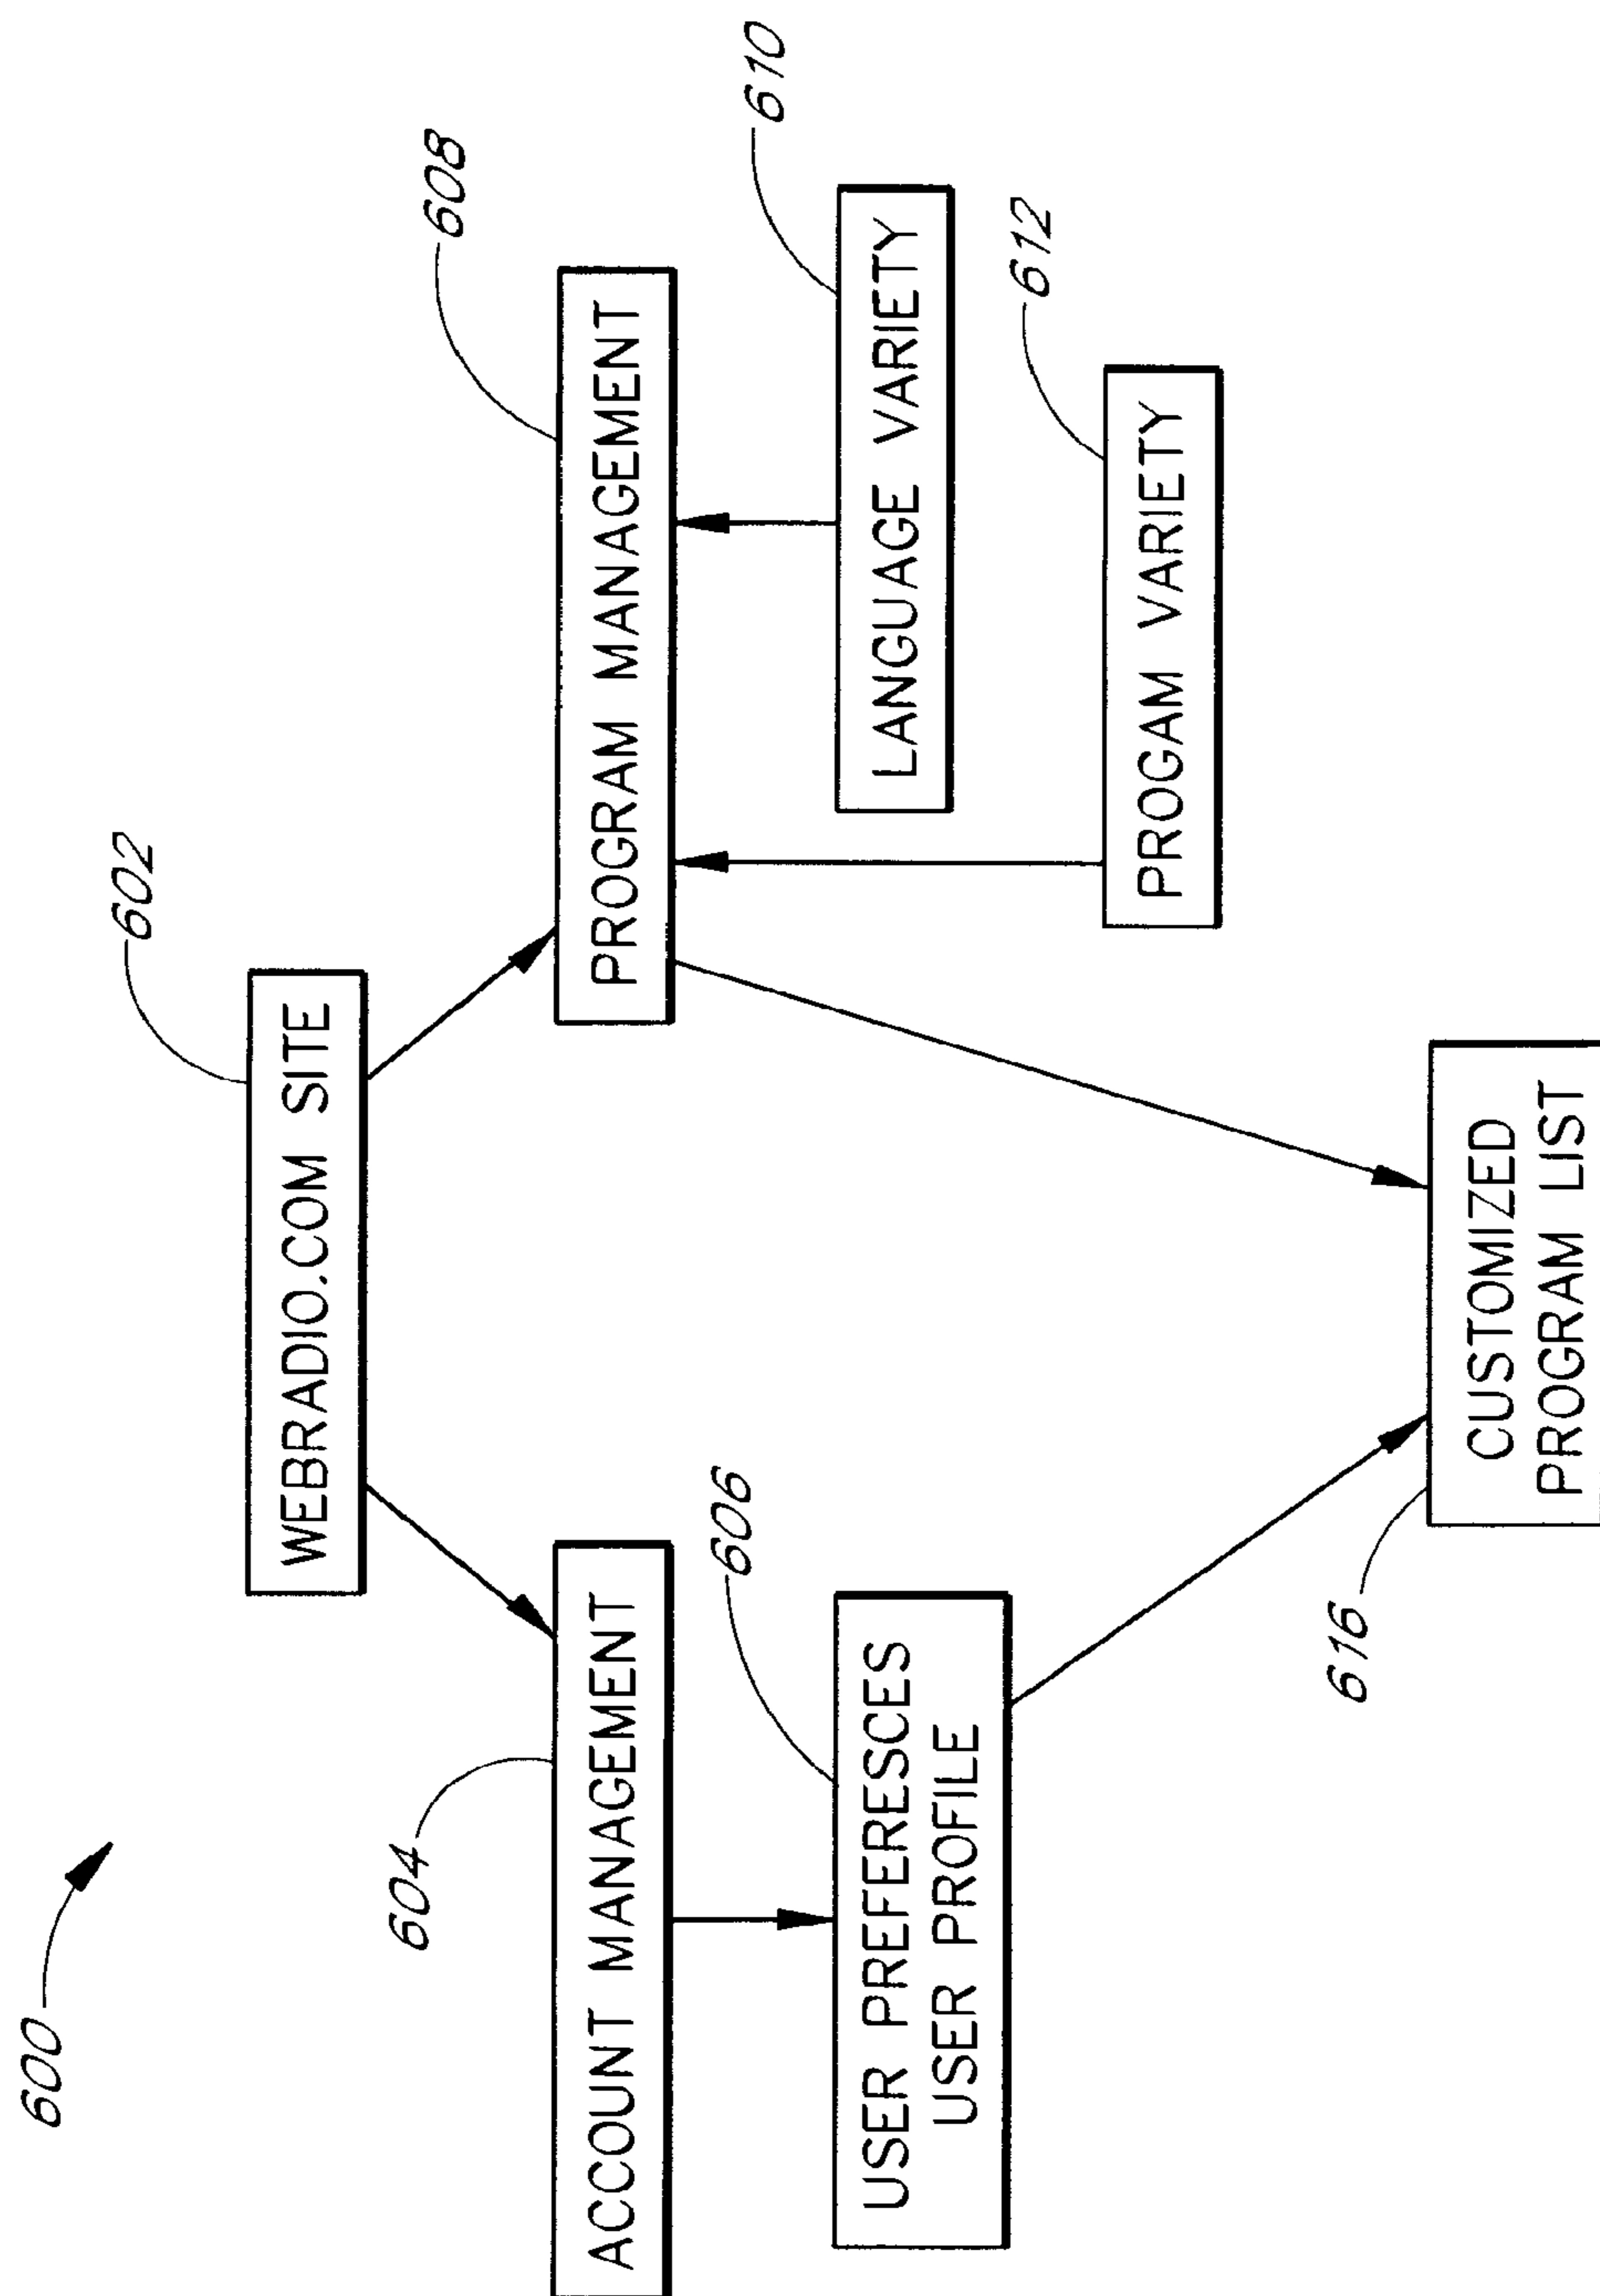 600
602
WEBRADIO.COM SITE
604
608
ACCOUNT MANAGEMENT
PROGRAM MANAGEMENT
606
610
USER PREFERESCES
USER PROFILE
LANGUAGE VARIETY
612
PROGAM VARIETY
616
CUSTOMIZED
PROGRAM LIST